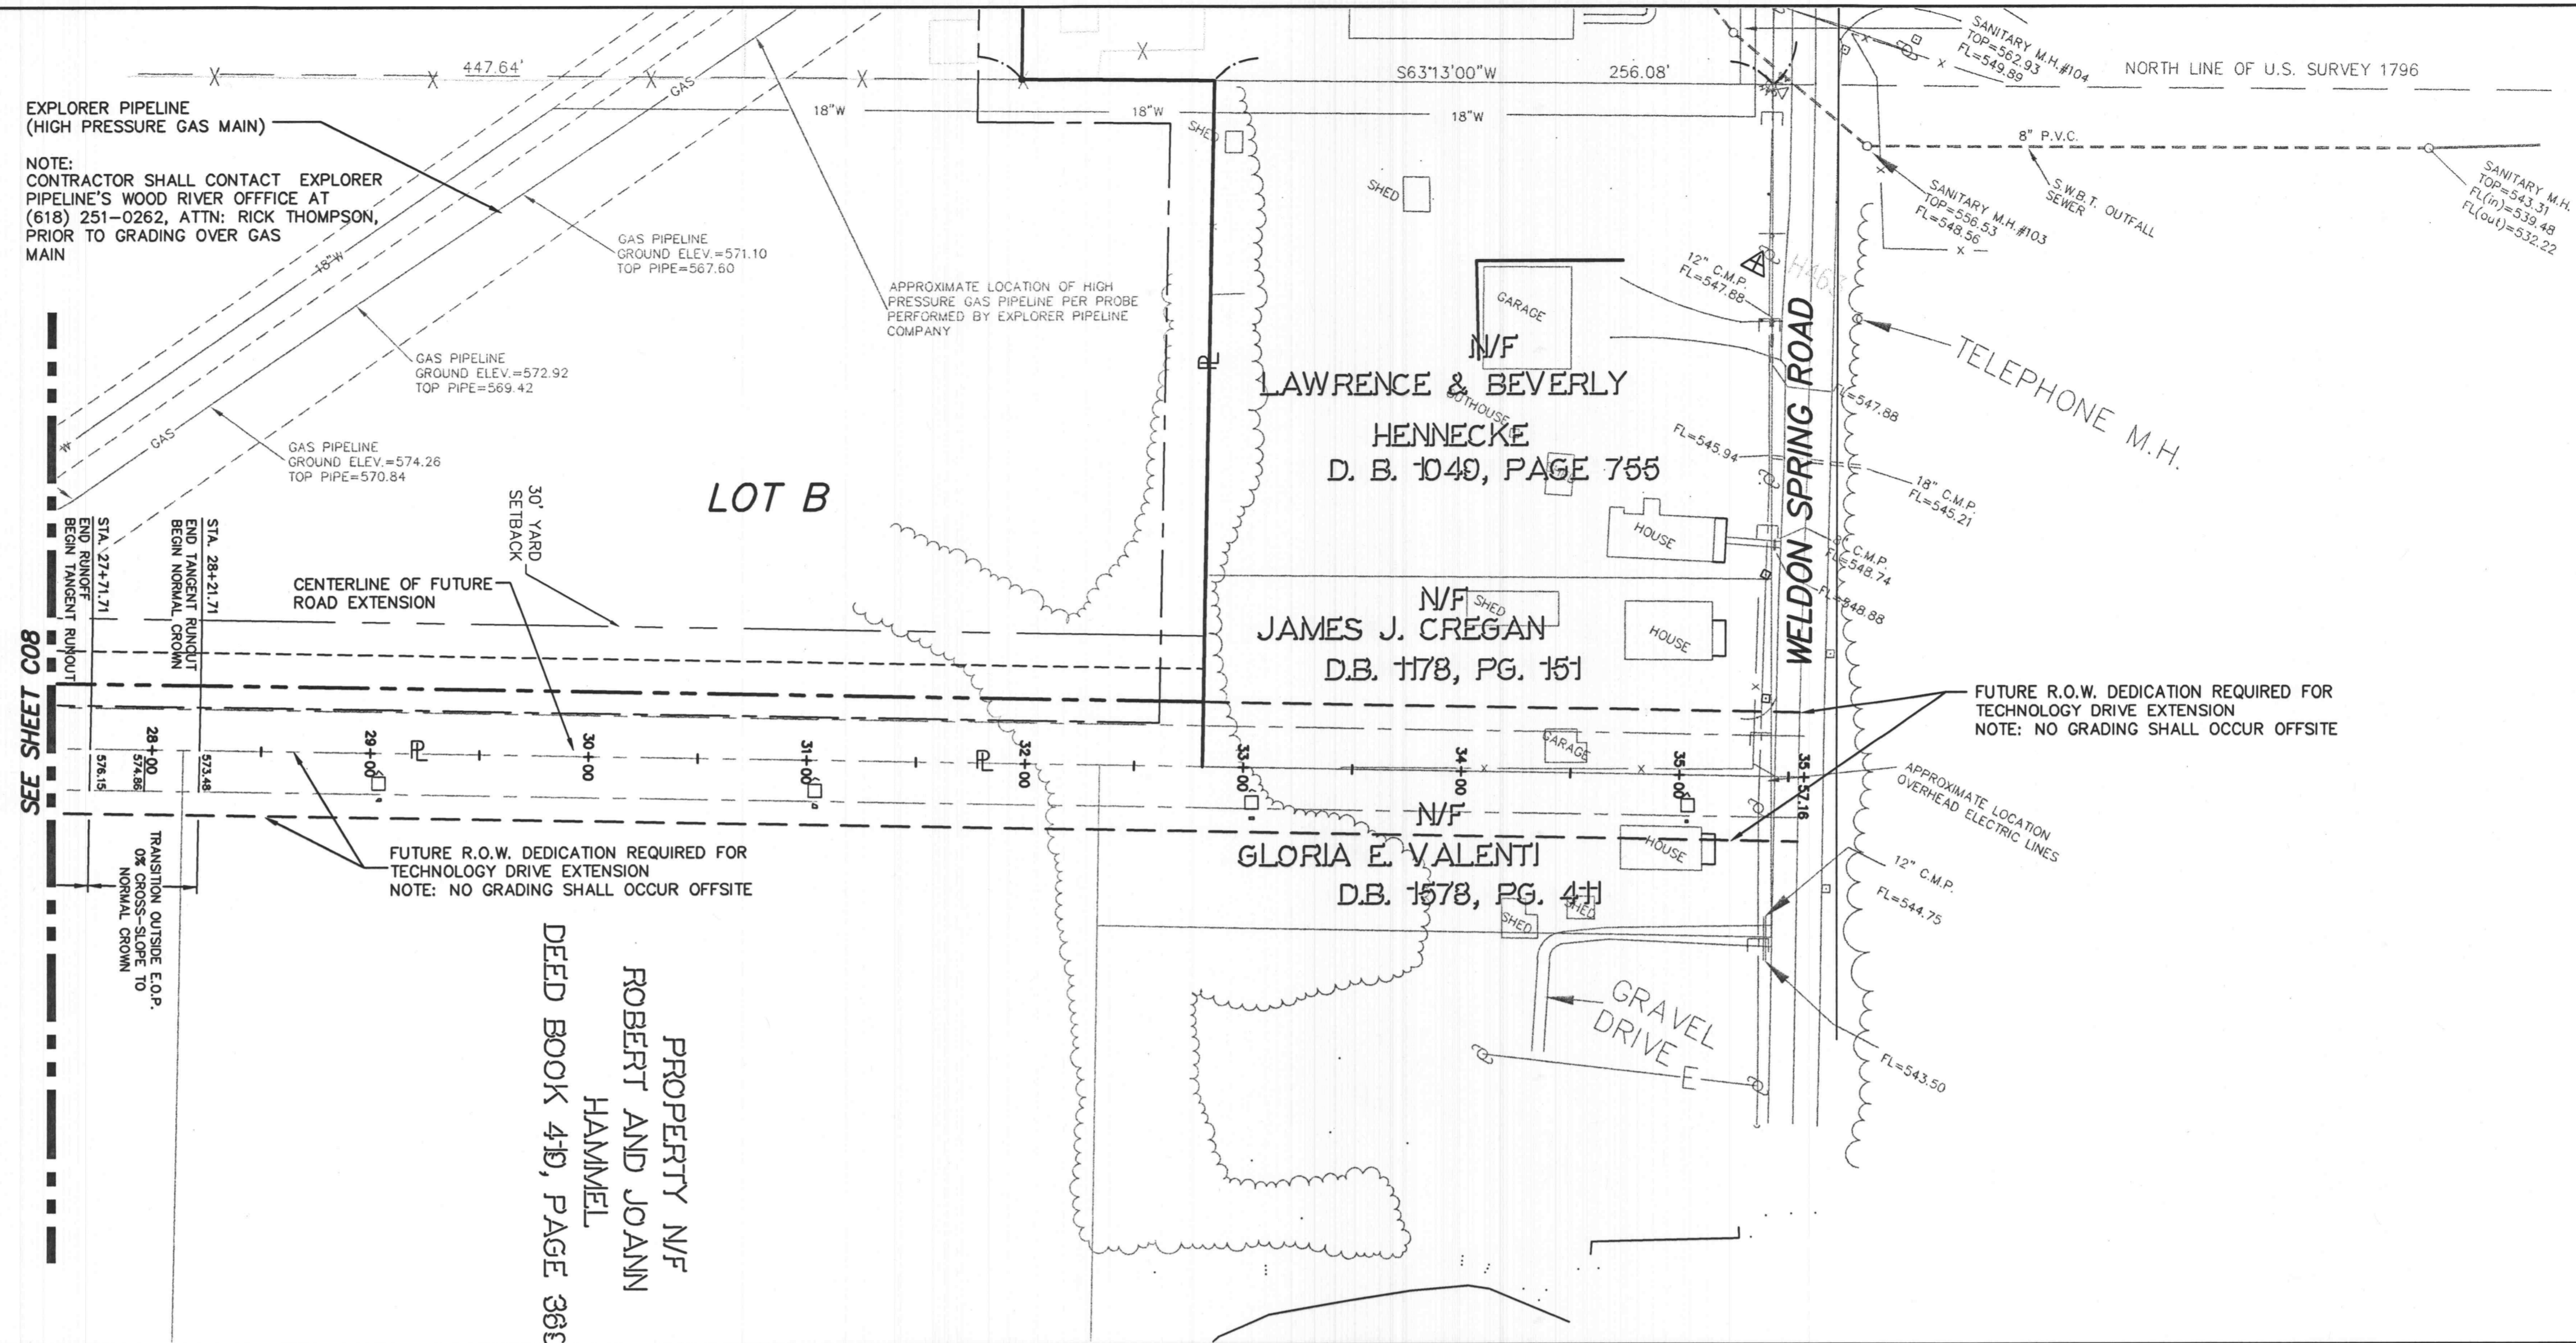 447.64'
EXPLORER PIPELINE
(HIGH PRESSURE GAS MAIN)
NOTE:
CONTRACTOR SHALL CONTACT EXPLORER
PIPELINE'S WOOD RIVER OFFFICE AT
(618) 251-0262, ATTN: RICK THOMPSON,
PRIOR TO GRADING OVER GAS
MAIN
GAS
18"W
18"W
18"W
18"W
S63°13'00"W
256.08'
NORTH LINE OF U.S. SURVEY 1796
SANITARY M.H.#104
TOP=562.93
FL=549.89
8" P.V.C.
S.W.B.T. OUTFALL
SEWER
SANITARY M.H.#103
TOP=556.53
FL=548.56
SANITARY M.H.
TOP=543.31
FL(in)=539.48
FL(out)=532.22
GAS PIPELINE
GROUND ELEV.=571.10
TOP PIPE=567.60
APPROXIMATE LOCATION OF HIGH
PRESSURE GAS PIPELINE PER PROBE
PERFORMED BY EXPLORER PIPELINE
COMPANY
GAS PIPELINE
GROUND ELEV.=572.92
TOP PIPE=569.42
GAS PIPELINE
GROUND ELEV.=574.26
TOP PIPE=570.84
GAS
W
SHED
SHED
GARAGE
12" C.M.P.
FL=547.88
N/F
LAWRENCE & BEVERLY
OUTHOUSE
HENNECKE
D. B. 1049, PAGE 755
WELDON SPRING ROAD
TELEPHONE M.H.
FL=547.88
FL=545.94
18" C.M.P.
FL=545.21
HOUSE
C.M.P.
FL=548.74
FL=548.88
LOT B
30' YARD
SETBACK
CENTERLINE OF FUTURE
ROAD EXTENSION
STA. 27+71.71
END RUNOFF
BEGIN TANGENT RUNOUT
STA. 28+21.71
END TANGENT RUNOUT
BEGIN NORMAL CROWN
SEE SHEET C08
N/F
SHED
JAMES J. CREGAN
D.B. 1178, PG. 151
HOUSE
FUTURE R.O.W. DEDICATION REQUIRED FOR
TECHNOLOGY DRIVE EXTENSION
NOTE: NO GRADING SHALL OCCUR OFFSITE
28+00
29+00
30+00
31+00
32+00
33+00
34+00
35+00
35+57.16
576.15
574.86
573.48
PL
PL
PL
GARAGE
APPROXIMATE LOCATION
OVERHEAD ELECTRIC LINES
N/F
GLORIA E. VALENTI
D.B. 1578, PG. 411
HOUSE
SHED
SHED
12" C.M.P.
FL=544.75
FL=543.50
FUTURE R.O.W. DEDICATION REQUIRED FOR
TECHNOLOGY DRIVE EXTENSION
NOTE: NO GRADING SHALL OCCUR OFFSITE
TRANSITION OUTSIDE E.O.P.
0% CROSS-SLOPE TO
NORMAL CROWN
GRAVEL
DRIVE
E
PROPERTY N/F
ROBERT AND JOANN
HAMMEL
DEED BOOK 419, PAGE